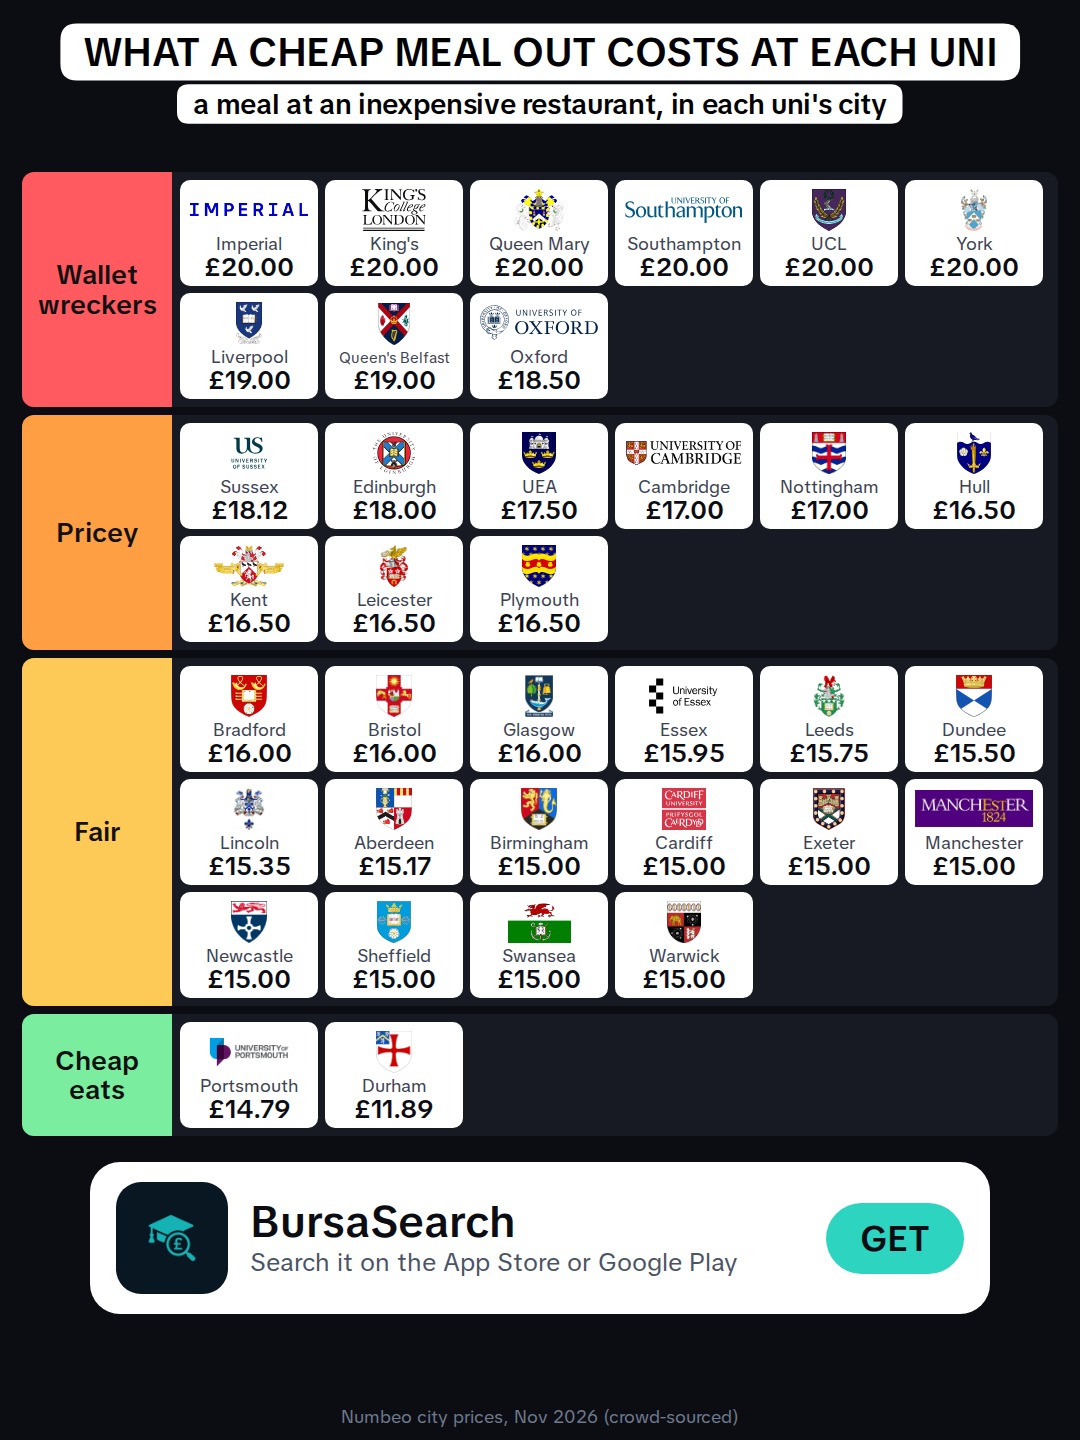 WHAT A CHEAP MEAL OUT COSTS AT EACH UNI
a meal at an inexpensive restaurant, in each uni's city
Wallet
wreckers
IMPERIAL
Imperial
£20.00
KING'S
College
LONDON
King's
£20.00
Queen Mary
£20.00
UNIVERSITY OF
Southampton
Southampton
£20.00
UCL
£20.00
York
£20.00
Liverpool
£19.00
Queen's Belfast
£19.00
UNIVERSITY OF
OXFORD
Oxford
£18.50
Pricey
US
UNIVERSITY
OF SUSSEX
Sussex
£18.12
Edinburgh
£18.00
UEA
£17.50
UNIVERSITY OF
CAMBRIDGE
Cambridge
£17.00
Nottingham
£17.00
Hull
£16.50
Kent
£16.50
Leicester
£16.50
Plymouth
£16.50
Fair
Bradford
£16.00
Bristol
£16.00
Glasgow
£16.00
University
of Essex
Essex
£15.95
Leeds
£15.75
Dundee
£15.50
Lincoln
£15.35
Aberdeen
£15.17
Birmingham
£15.00
CARDIFF
UNIVERSITY
PRIFYSGOL
CAERDYD
Cardiff
£15.00
Exeter
£15.00
MANCHESTER
1824
Manchester
£15.00
Newcastle
£15.00
Sheffield
£15.00
Swansea
£15.00
Warwick
£15.00
Cheap
eats
UNIVERSITY OF
PORTSMOUTH
Portsmouth
£14.79
Durham
£11.89
£
BursaSearch
Search it on the App Store or Google Play
GET
Numbeo city prices, Nov 2026 (crowd-sourced)